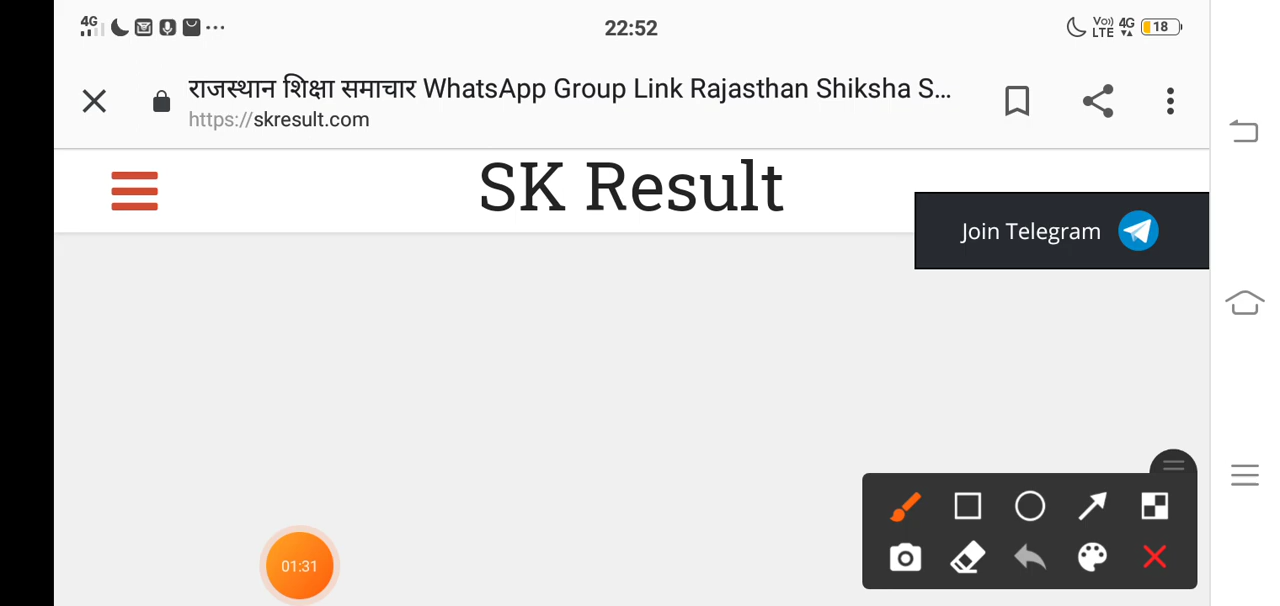 4G 22:52 Vo)) LTE 4G 18
राजस्थान शिक्षा समाचार WhatsApp Group Link Rajasthan Shiksha S...
https://skresult.com
SK Result
Join Telegram
01:31